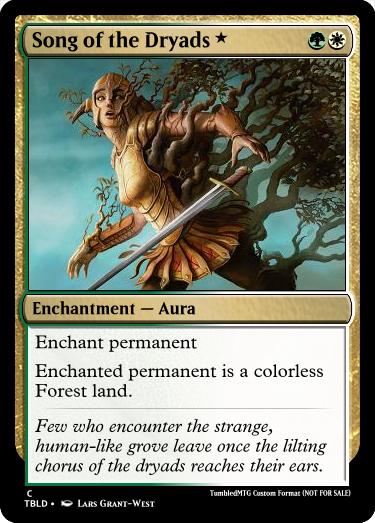 Song of the Dryads ★
Enchantment — Aura
Enchant permanent
Enchanted permanent is a colorless
Forest land.
Few who encounter the strange,
human-like grove leave once the lilting
chorus of the dryads reaches their ears.
C
TBLD • Lars Grant-West
TumbledMTG Custom Format (NOT FOR SALE)